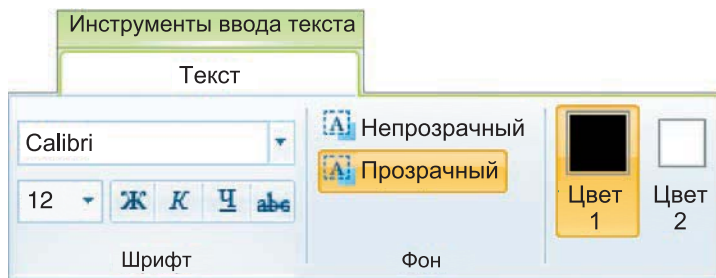 Инструменты ввода текста
Текст
Calibri
12 Ж К Ч abc
Шрифт
Непрозрачный
Прозрачный
Фон
Цвет 1
Цвет 2